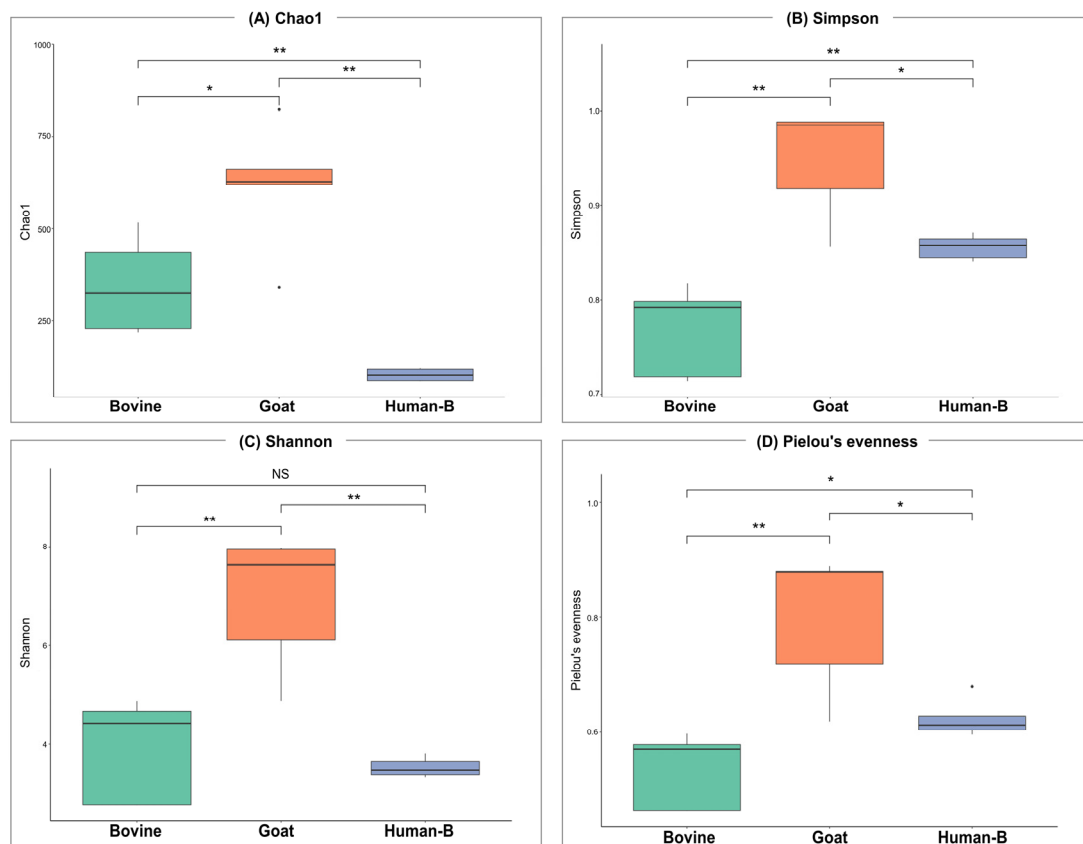 (A) Chao1
1000
750
500
250
Chao1
**
**
*
Bovine
Goat
Human-B
(B) Simpson
1.0
0.9
0.8
0.7
Simpson
**
*
**
Bovine
Goat
Human-B
(C) Shannon
8
6
4
Shannon
NS
**
**
Bovine
Goat
Human-B
(D) Pielou's evenness
1.0
0.8
0.6
Pielou's evenness
*
*
**
Bovine
Goat
Human-B